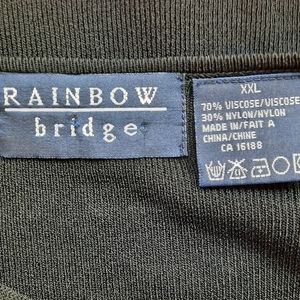 RAINBOW
bridge
XXL
70% VISCOSE/VISCOSE
30% NYLON/NYLON
MADE IN/FAIT A
CHINA/CHINE
CA 16188